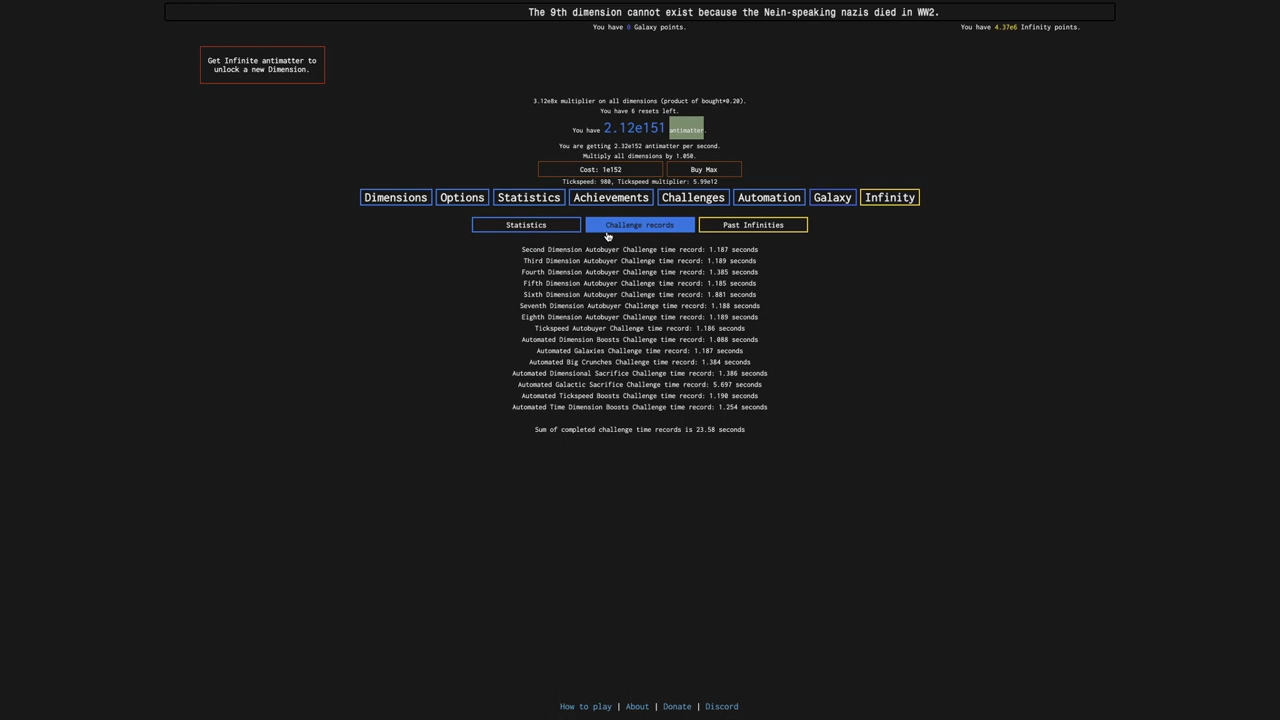 The 9th dimension cannot exist because the Nein-speaking nazis died in WW2.
You have 0 Galaxy points.
You have 4.37e6 Infinity points.
Get Infinite antimatter to
unlock a new Dimension.
3.12e8x multiplier on all dimensions (product of bought*0.20).
You have 6 resets left.
You have 2.12e151 antimatter.
You are getting 2.32e152 antimatter per second.
Multiply all dimensions by 1.050.
Cost: 1e152
Buy Max
Tickspeed: 980, Tickspeed multiplier: 5.99e12
Dimensions
Options
Statistics
Achievements
Challenges
Automation
Galaxy
Infinity
Statistics
Challenge records
Past Infinities
Second Dimension Autobuyer Challenge time record: 1.187 seconds
Third Dimension Autobuyer Challenge time record: 1.189 seconds
Fourth Dimension Autobuyer Challenge time record: 1.385 seconds
Fifth Dimension Autobuyer Challenge time record: 1.185 seconds
Sixth Dimension Autobuyer Challenge time record: 1.881 seconds
Seventh Dimension Autobuyer Challenge time record: 1.188 seconds
Eighth Dimension Autobuyer Challenge time record: 1.189 seconds
Tickspeed Autobuyer Challenge time record: 1.186 seconds
Automated Dimension Boosts Challenge time record: 1.088 seconds
Automated Galaxies Challenge time record: 1.187 seconds
Automated Big Crunches Challenge time record: 1.384 seconds
Automated Dimensional Sacrifice Challenge time record: 1.386 seconds
Automated Galactic Sacrifice Challenge time record: 5.697 seconds
Automated Tickspeed Boosts Challenge time record: 1.190 seconds
Automated Time Dimension Boosts Challenge time record: 1.254 seconds
Sum of completed challenge time records is 23.58 seconds
How to play | About | Donate | Discord